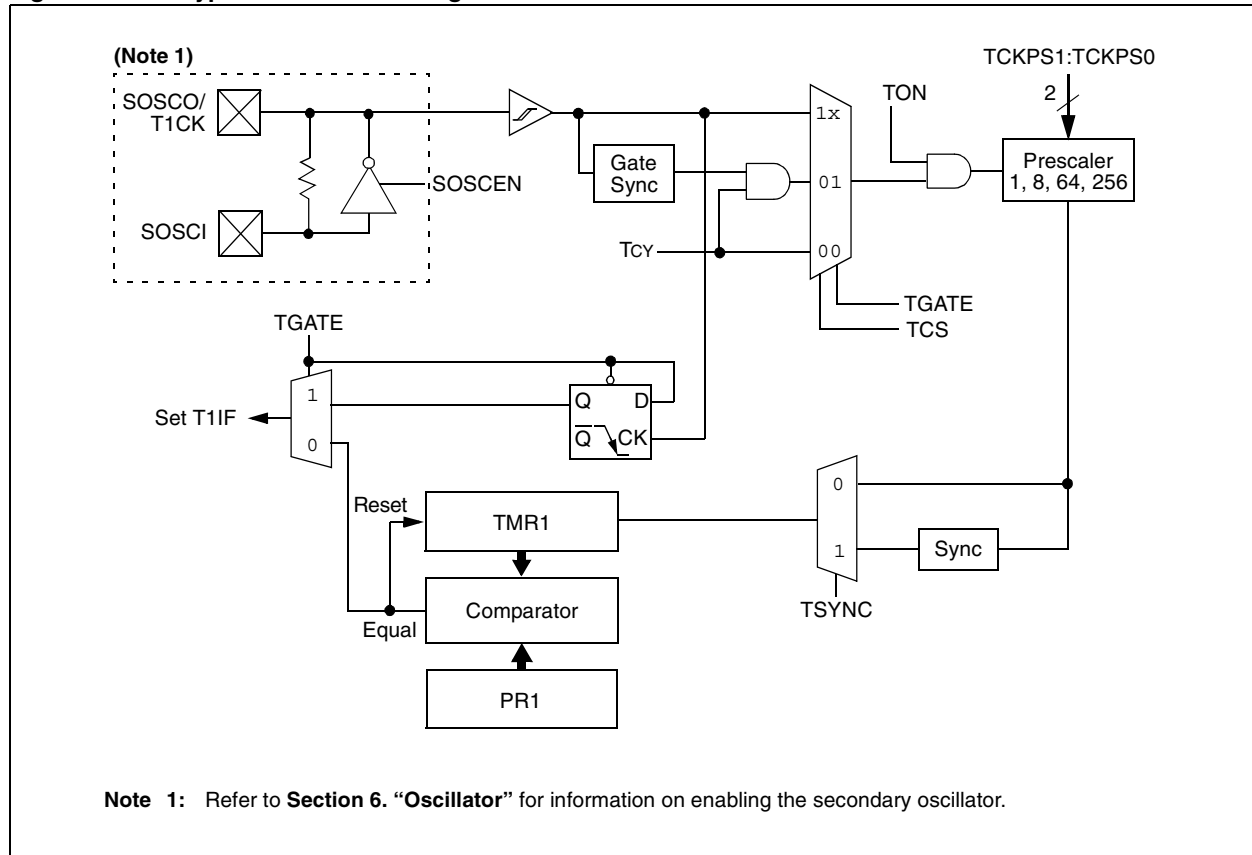 (Note 1)
SOSCO/
T1CK
SOSCI
SOSCEN
Gate
Sync
TCY
1x
01
00
TON
TCKPS1:TCKPS0
2
Prescaler
1, 8, 64, 256
TGATE
TCS
TGATE
1
0
Set T1IF
Q
D
Q
CK
Reset
TMR1
Equal
Comparator
PR1
0
1
Sync
TSYNC
Note 1: Refer to Section 6. “Oscillator” for information on enabling the secondary oscillator.